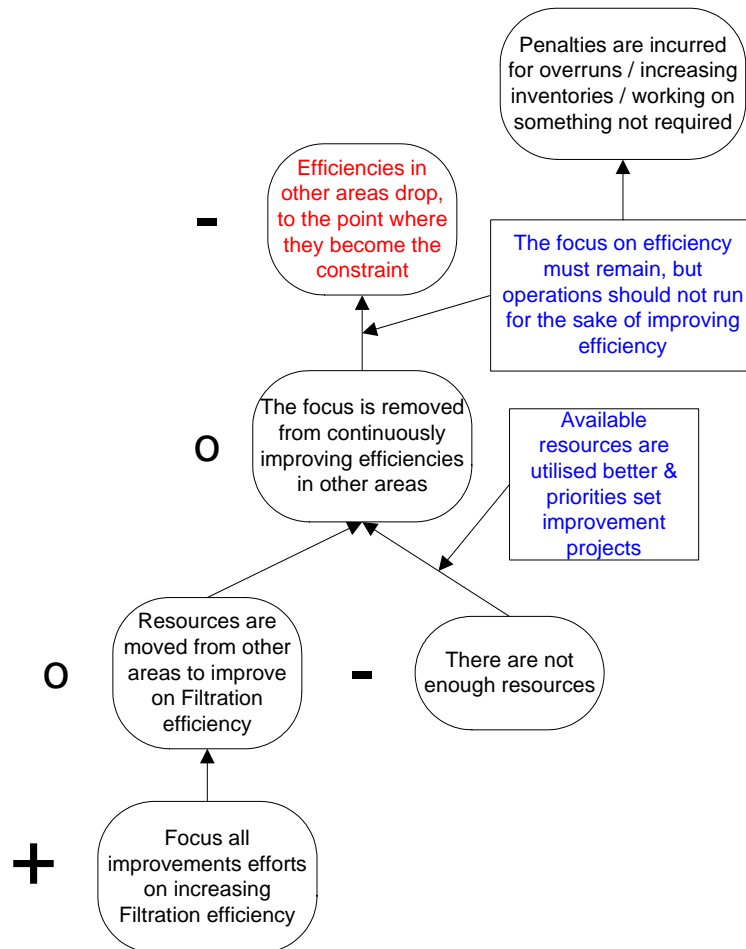 Penalties are incurred
for overruns / increasing
inventories / working on
something not required
-
Efficiencies in
other areas drop,
to the point where
they become the
constraint
The focus on efficiency
must remain, but
operations should not run
for the sake of improving
efficiency
o
The focus is removed
from continuously
improving efficiencies
in other areas
Available
resources are
utilised better &
priorities set
improvement
projects
o
Resources are
moved from other
areas to improve
on Filtration
efficiency
-
There are not
enough resources
+
Focus all
improvements efforts
on increasing
Filtration efficiency